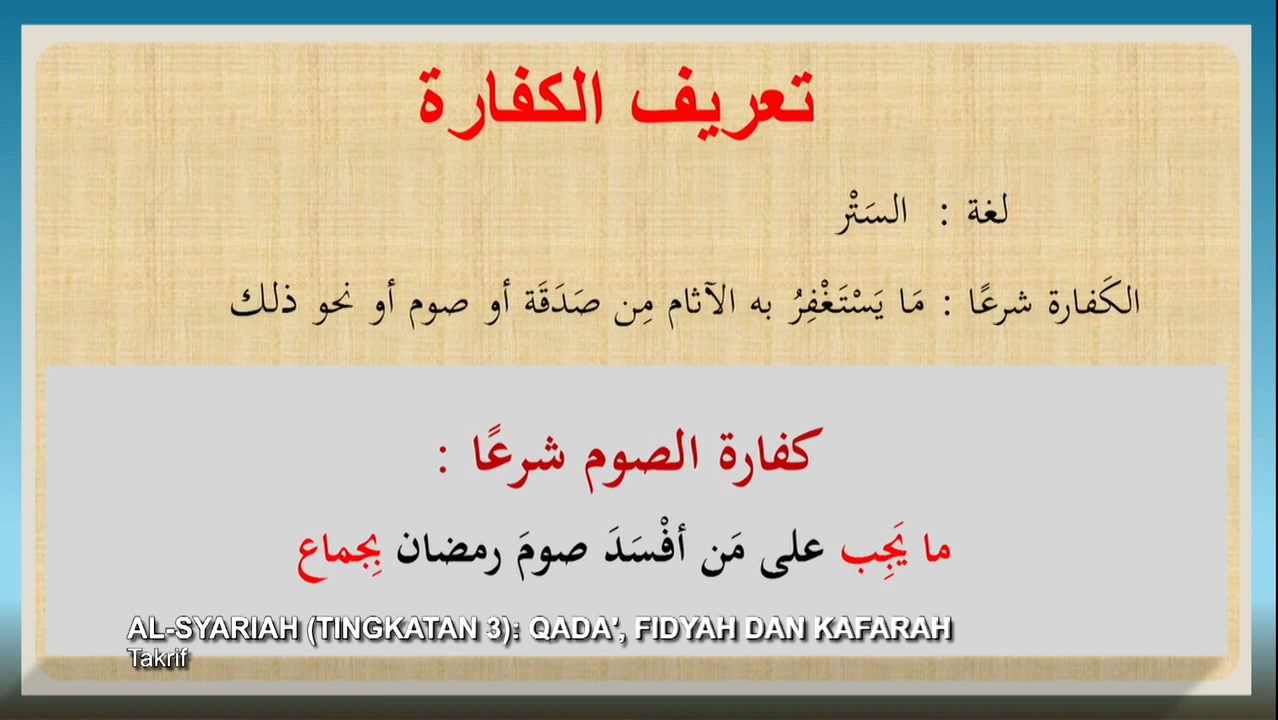 تعريف الكفارة
لغة : السَتْر
الكَفارة شرعًا : مَا يَسْتَغْفِرُ به الآثام مِن صَدَقَة أو صوم أو نحو ذلك
كفارة الصوم شرعًا :
ما يَجِب على مَن أفْسَدَ صومَ رمضان بِجماع
AL-SYARIAH (TINGKATAN 3): QADA', FIDYAH DAN KAFARAH
Takrif